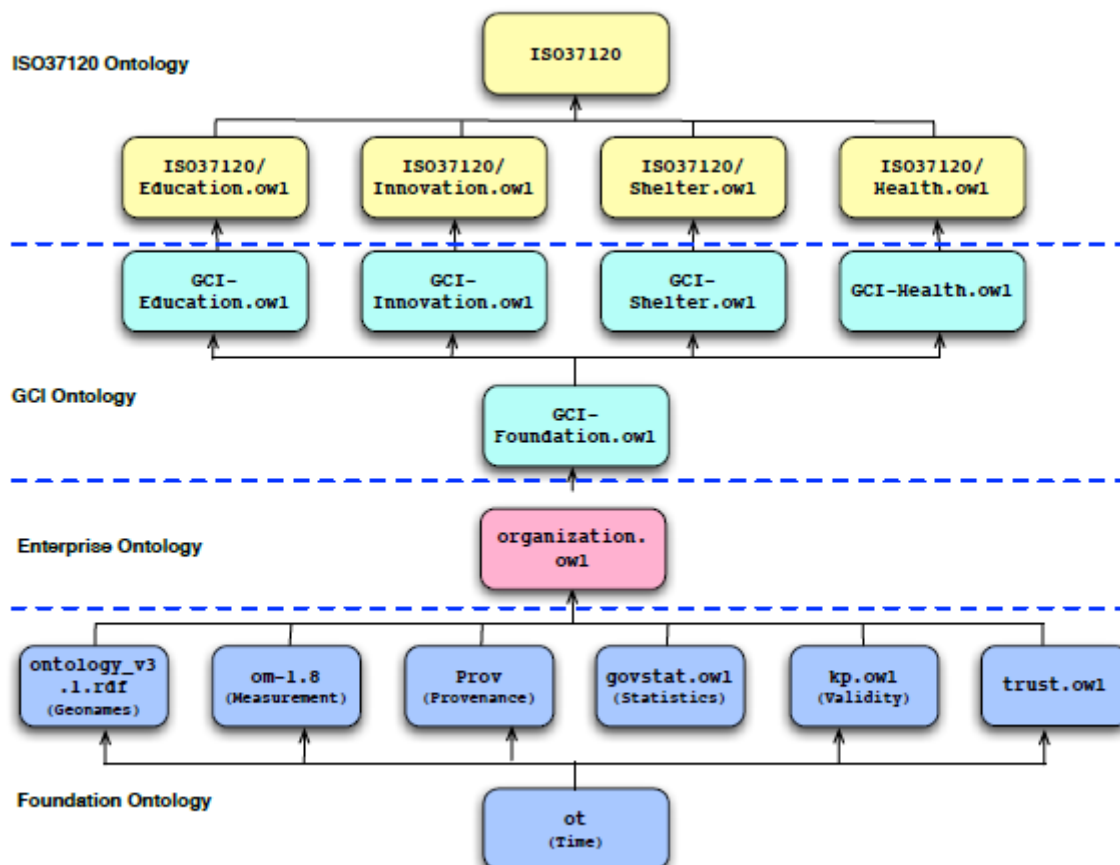 ISO37120 Ontology
ISO37120
ISO37120/
Education.owl
ISO37120/
Innovation.owl
ISO37120/
Shelter.owl
ISO37120/
Health.owl
GCI-
Education.owl
GCI-
Innovation.owl
GCI-
Shelter.owl
GCI-Health.owl
GCI Ontology
GCI-
Foundation.owl
Enterprise Ontology
organization.
owl
ontology_v3
.1.rdf
(Geonames)
om-1.8
(Measurement)
Prov
(Provenance)
govstat.owl
(Statistics)
kp.owl
(Validity)
trust.owl
Foundation Ontology
ot
(Time)